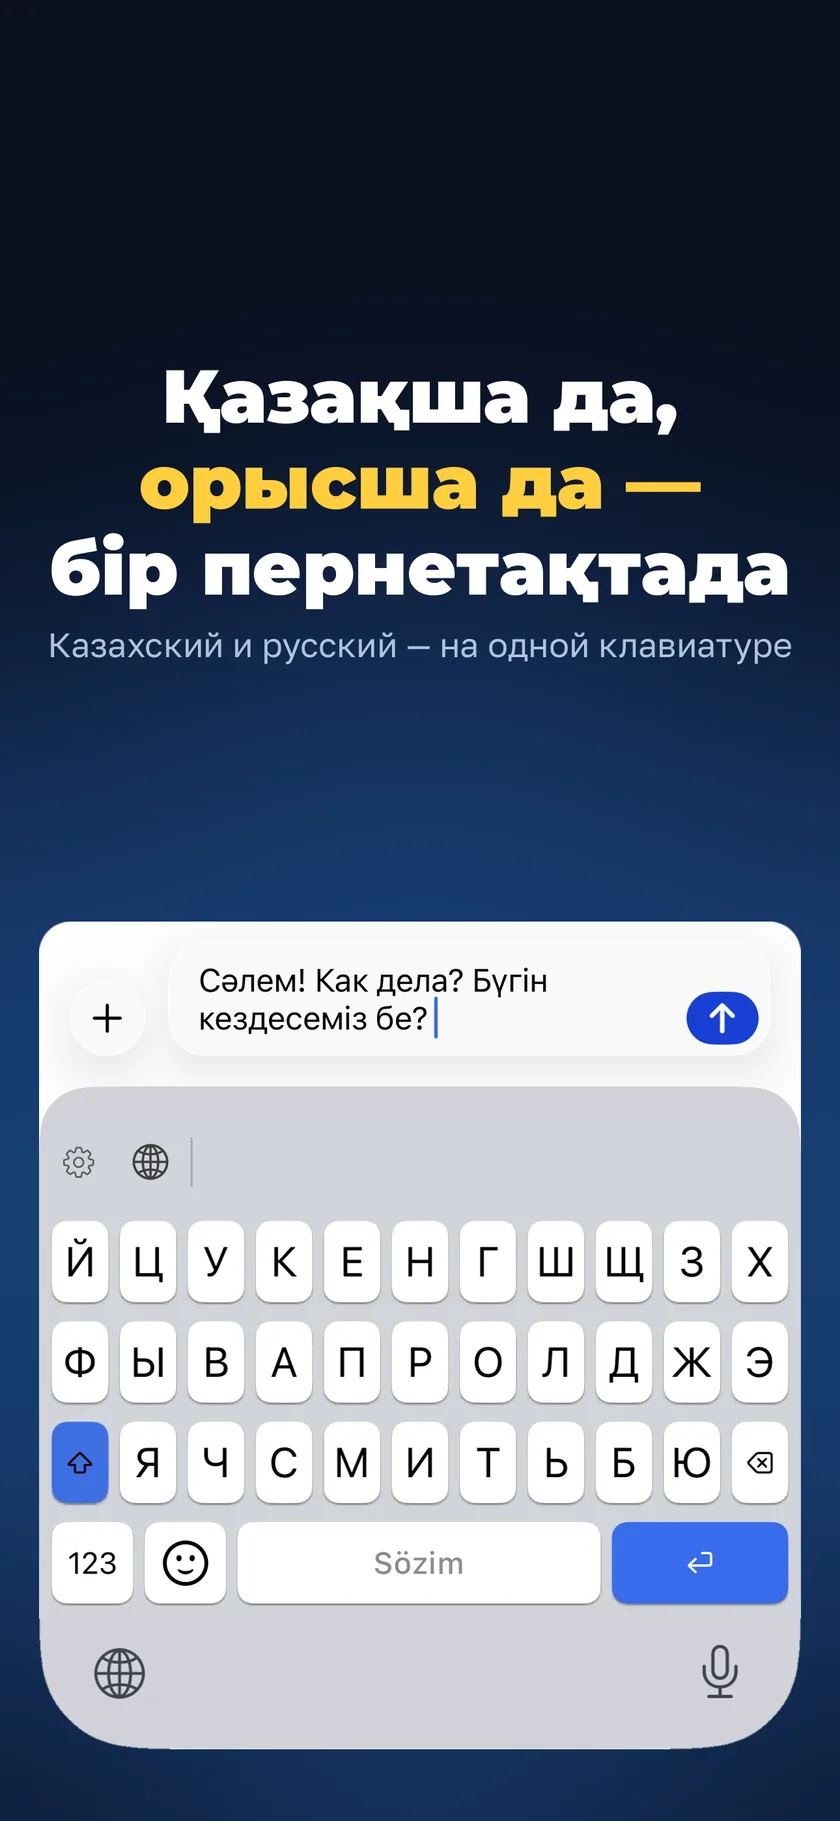 Қазақша да,
орысша да —
бір пернетақтада
Казахский и русский — на одной клавиатуре
Сәлем! Как дела? Бүгін
кездесеміз бе?
Й Ц У К Е Н Г Ш Щ З Х
Ф Ы В А П Р О Л Д Ж Э
Я Ч С М И Т Ь Б Ю
123 Sözim